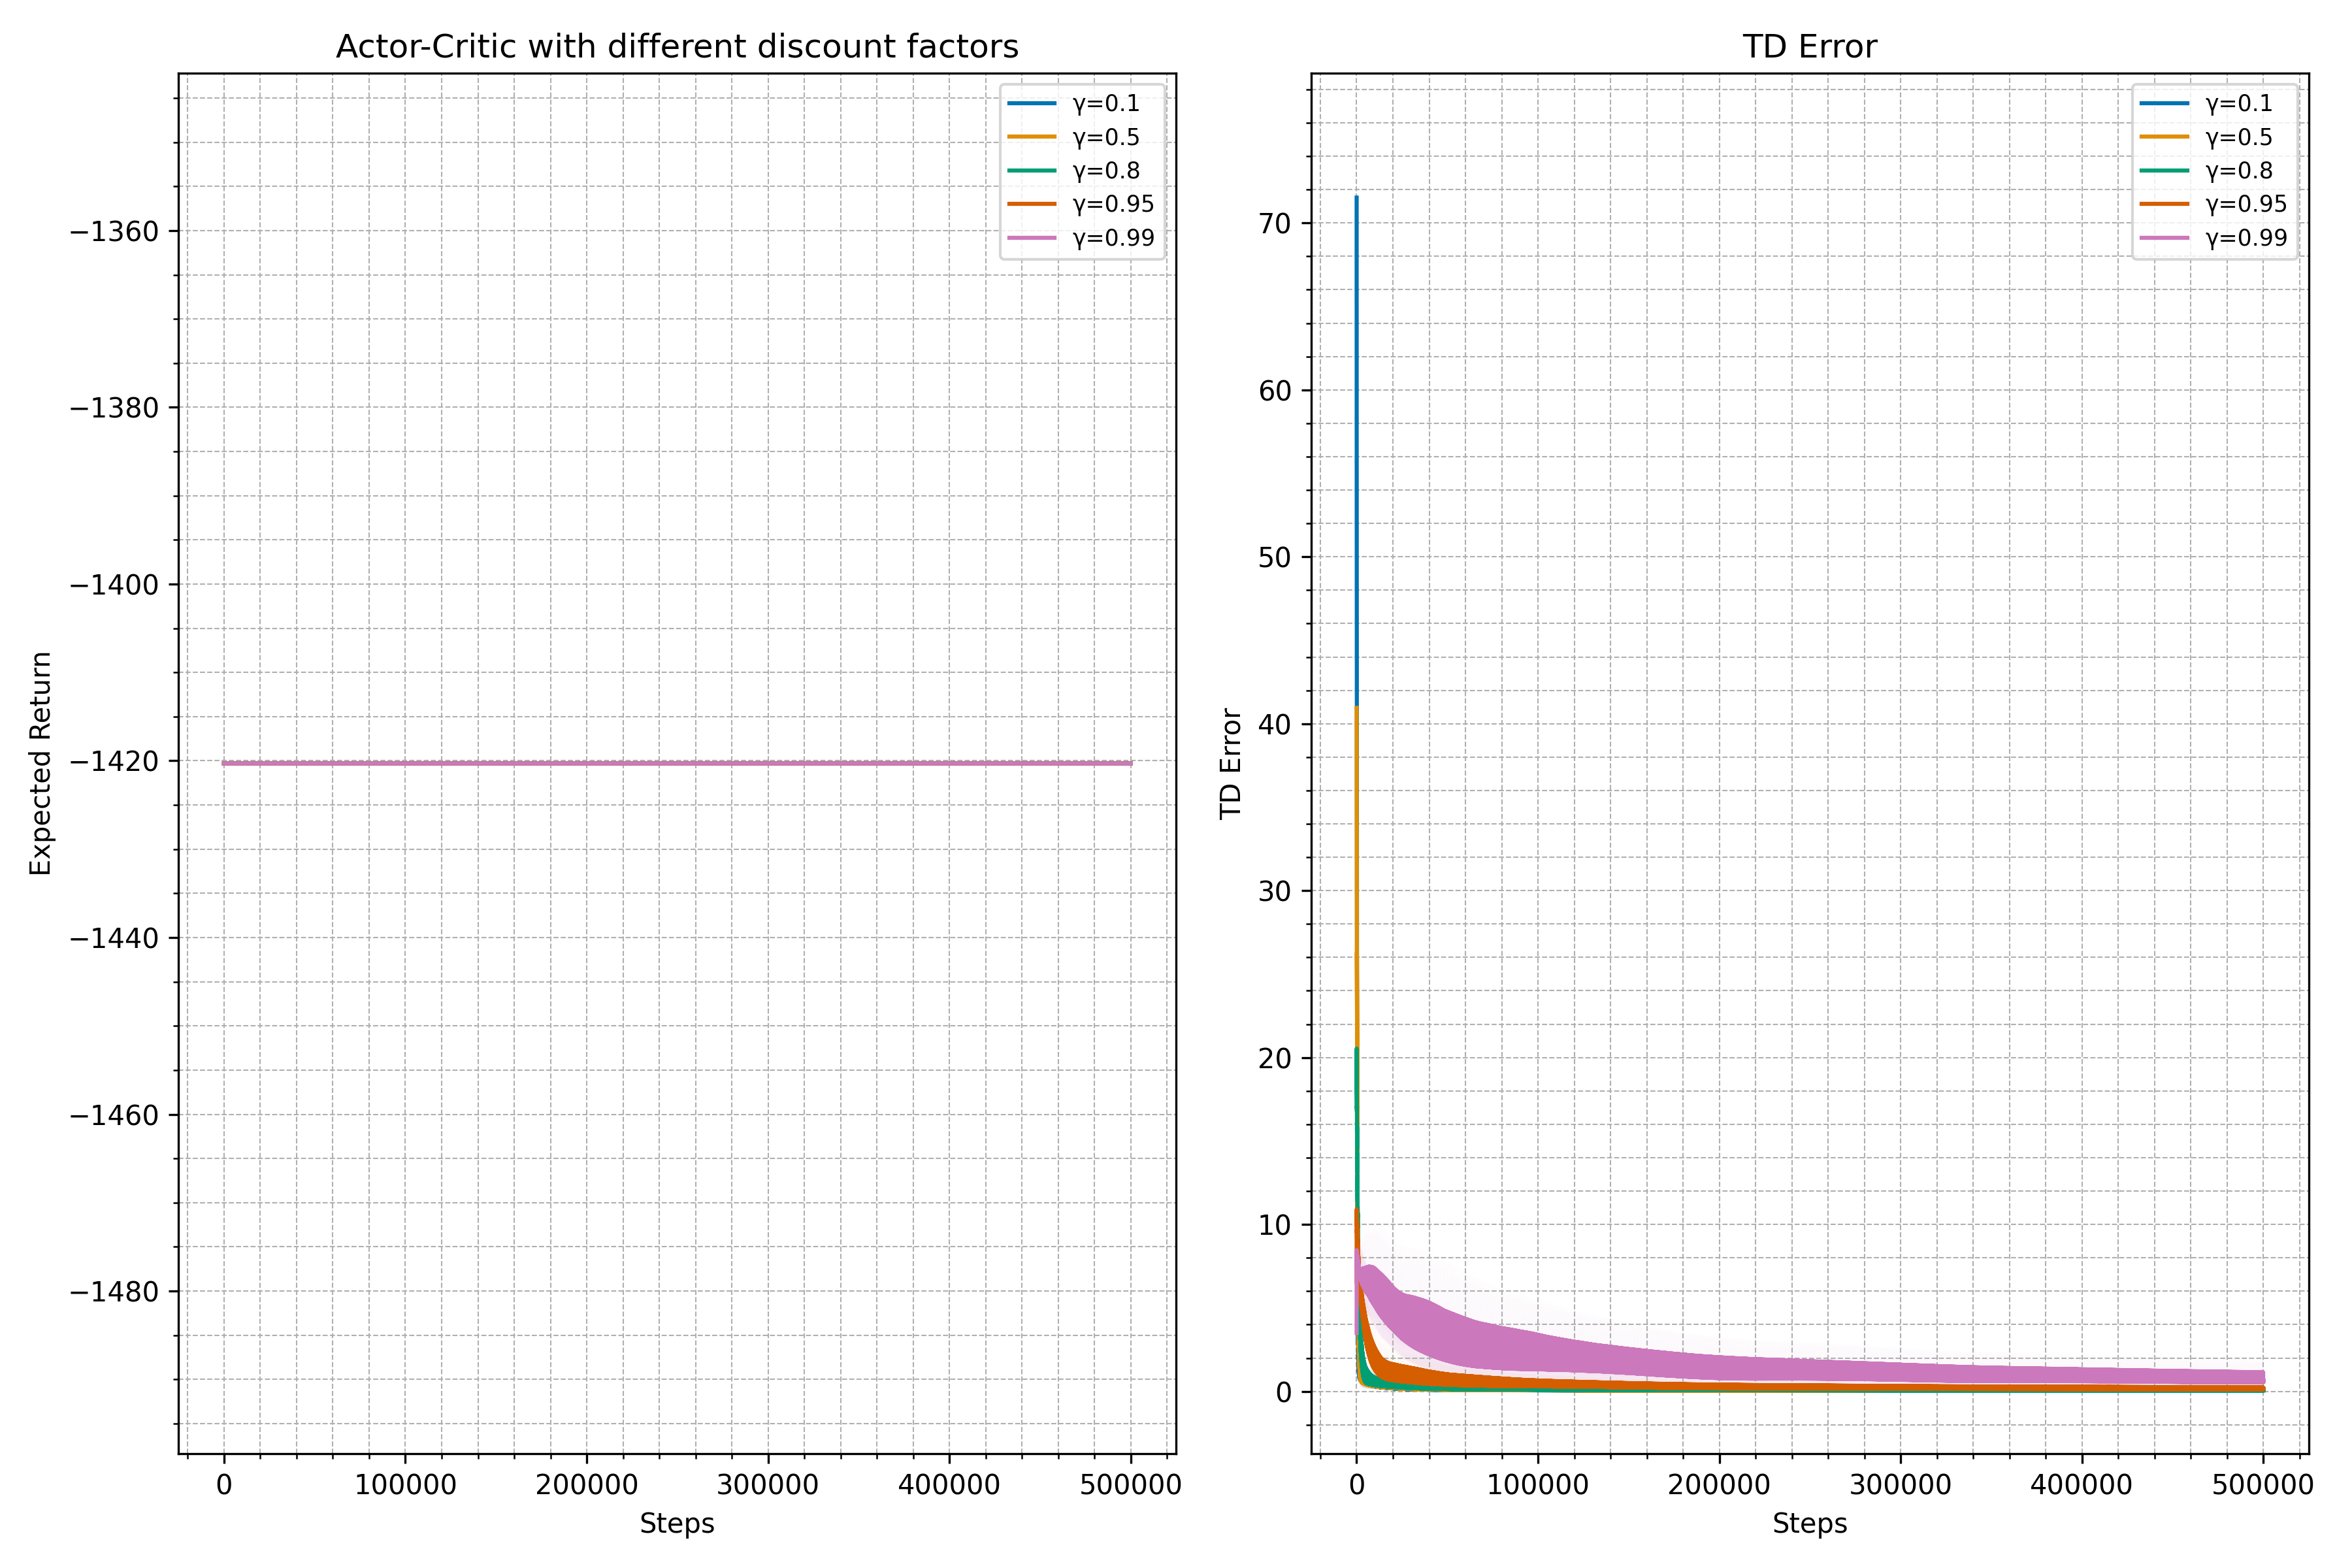 Actor-Critic with different discount factors
γ=0.1
γ=0.5
γ=0.8
γ=0.95
γ=0.99
−1360
−1380
−1400
−1420
−1440
−1460
−1480
Expected Return
0
100000
200000
300000
400000
500000
Steps
TD Error
γ=0.1
γ=0.5
γ=0.8
γ=0.95
γ=0.99
70
60
50
40
30
20
10
0
TD Error
0
100000
200000
300000
400000
500000
Steps